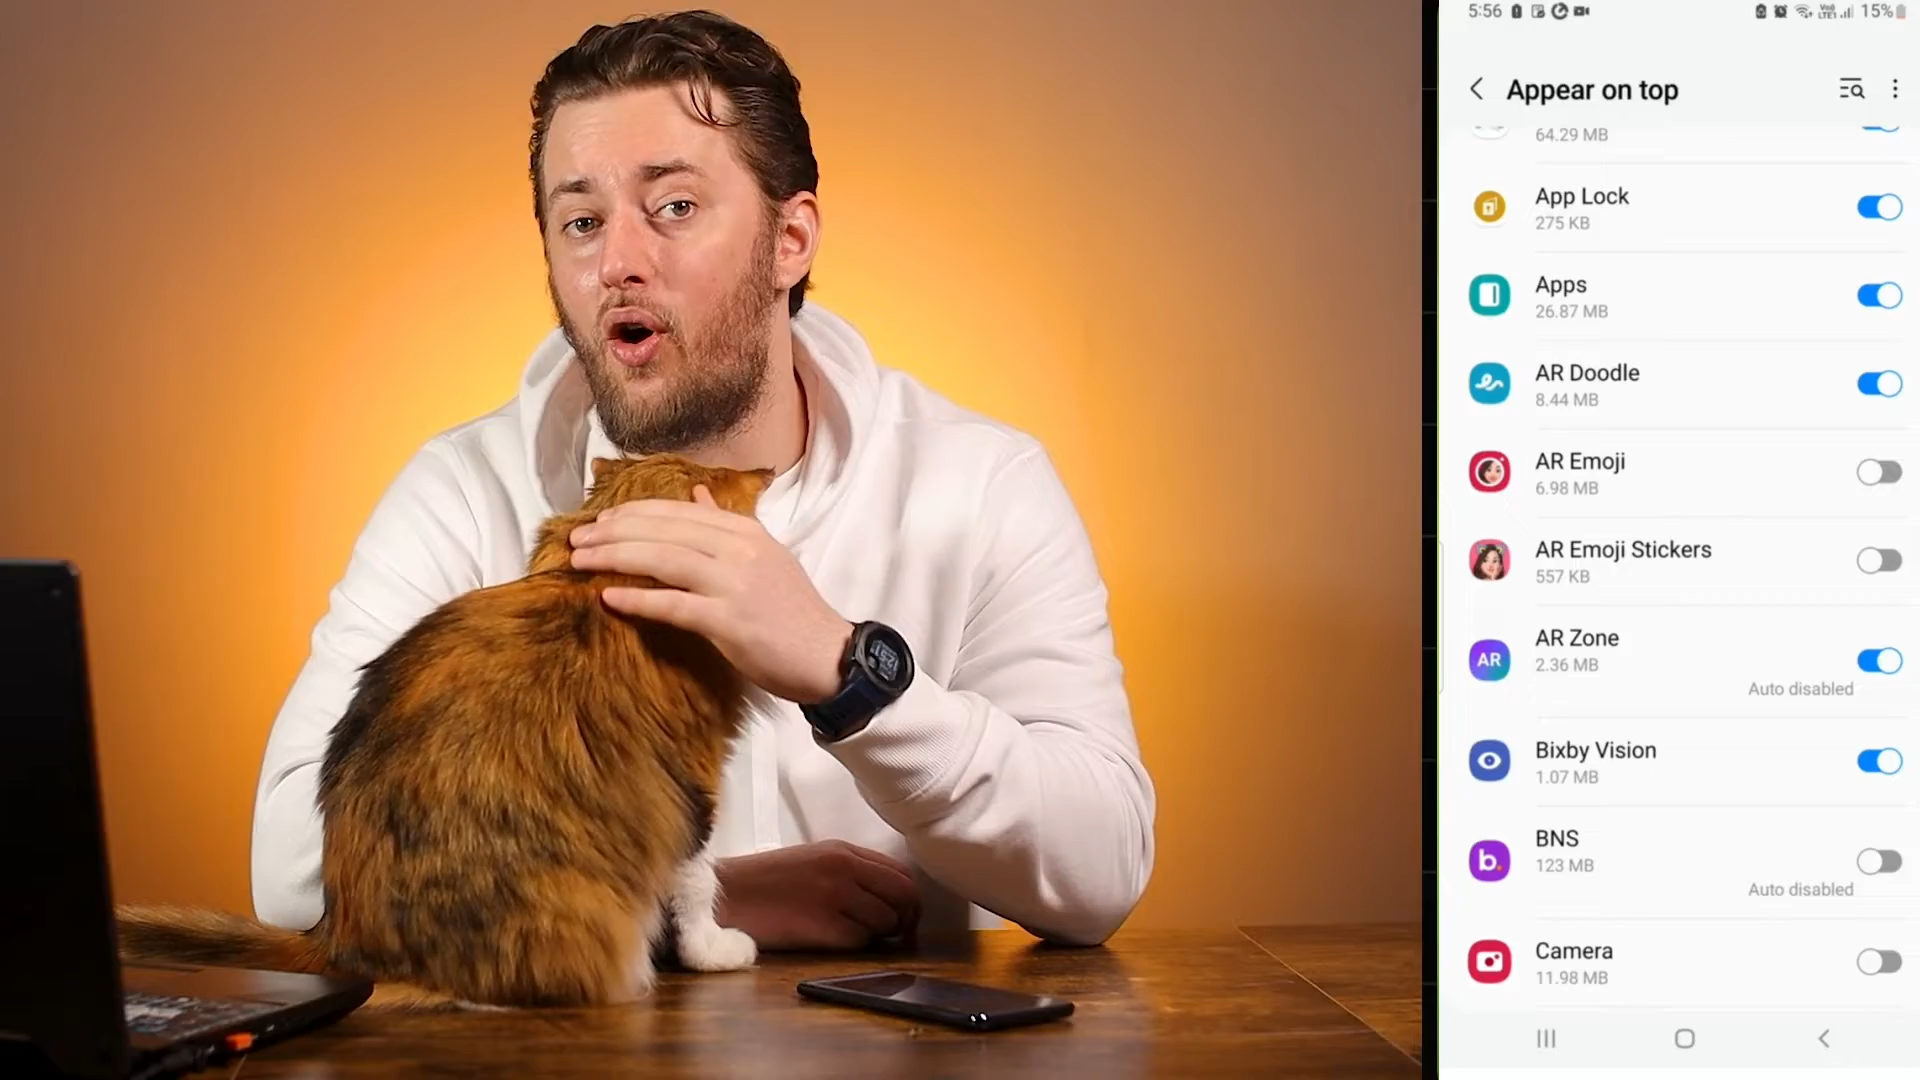 5:56
15%
Appear on top
64.29 MB
App Lock
275 KB
Apps
26.87 MB
AR Doodle
8.44 MB
AR Emoji
6.98 MB
AR Emoji Stickers
557 KB
AR
AR Zone
2.36 MB
Auto disabled
Bixby Vision
1.07 MB
b.
BNS
123 MB
Auto disabled
Camera
11.98 MB